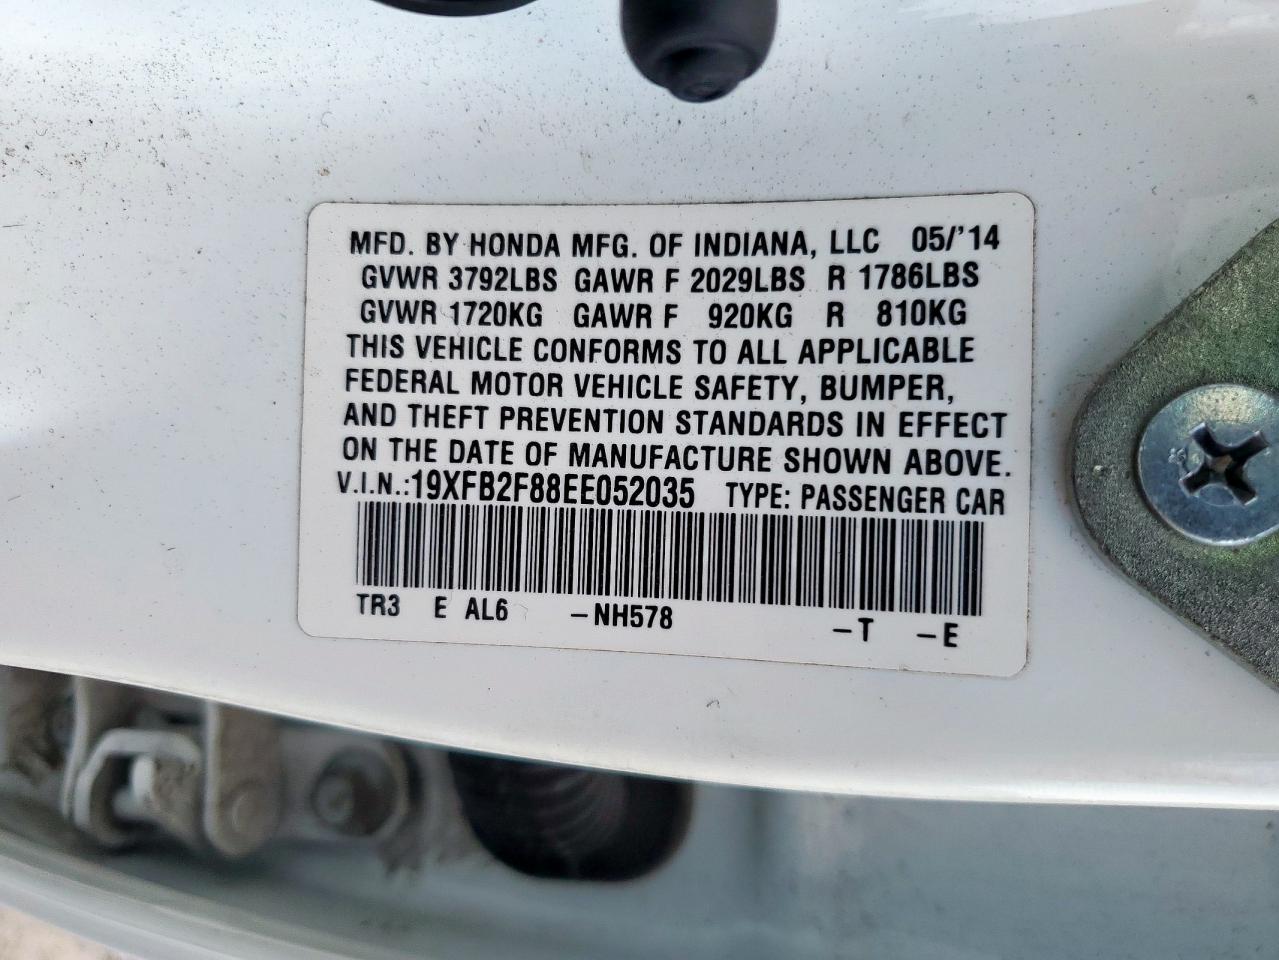 MFD. BY HONDA MFG. OF INDIANA, LLC 05/'14
GVWR 3792LBS GAWR F 2029LBS R 1786LBS
GVWR 1720KG GAWR F 920KG R 810KG
THIS VEHICLE CONFORMS TO ALL APPLICABLE
FEDERAL MOTOR VEHICLE SAFETY, BUMPER,
AND THEFT PREVENTION STANDARDS IN EFFECT
ON THE DATE OF MANUFACTURE SHOWN ABOVE.
V.I.N.:19XFB2F88EE052035 TYPE: PASSENGER CAR
TR3 E AL6 –NH578 –T –E